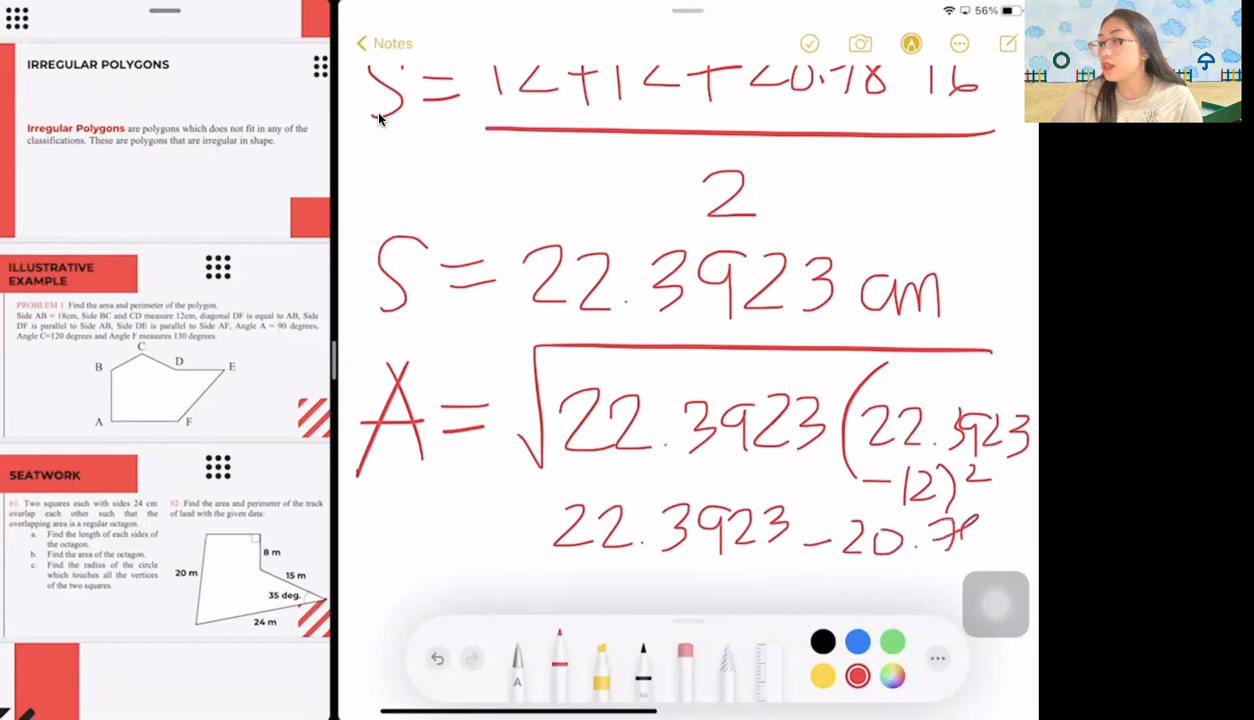 IRREGULAR POLYGONS
Irregular Polygons are polygons which does not fit in any of the
classifications. These are polygons that are irregular in shape.
ILLUSTRATIVE
EXAMPLE
PROBLEM 1. Find the area and perimeter of the polygon.
Side AB = 18cm, Side BC and CD measure 12cm, diagonal DF is equal to AB, Side
DF is parallel to Side AB, Side DE is parallel to Side AF, Angle A = 90 degrees,
Angle C=120 degrees and Angle F measures 130 degrees.
C
B
D
E
A
F
SEATWORK
#1. Two squares each with sides 24 cm
overlap each other such that the
overlapping area is a regular octagon.
a. Find the length of each sides of
the octagon.
b. Find the area of the octagon.
c. Find the radius of the circle
which touches all the vertices
of the two squares.
#2. Find the area and perimeter of the track
of land with the given data:
8 m
20 m
15 m
35 deg.
24 m
Notes
56%
S = 12 + 12 + 20.78 16
2
S = 22.3923 cm
A = √22.3923 (22.3923
- 12)²
22.3923 - 20.78
A